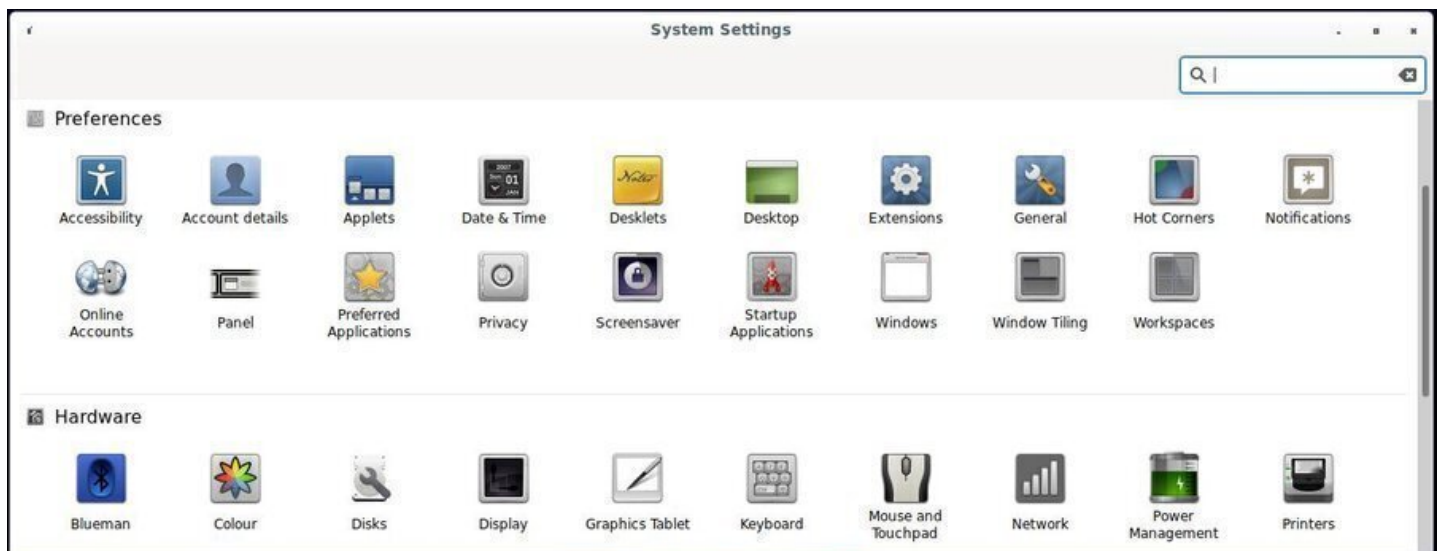 System Settings
Preferences
Accessibility
Account details
Applets
Date & Time
Desklets
Desktop
Extensions
General
Hot Corners
Notifications
Online
Accounts
Panel
Preferred
Applications
Privacy
Screensaver
Startup
Applications
Windows
Window Tiling
Workspaces
Hardware
Blueman
Colour
Disks
Display
Graphics Tablet
Keyboard
Mouse and
Touchpad
Network
Power
Management
Printers